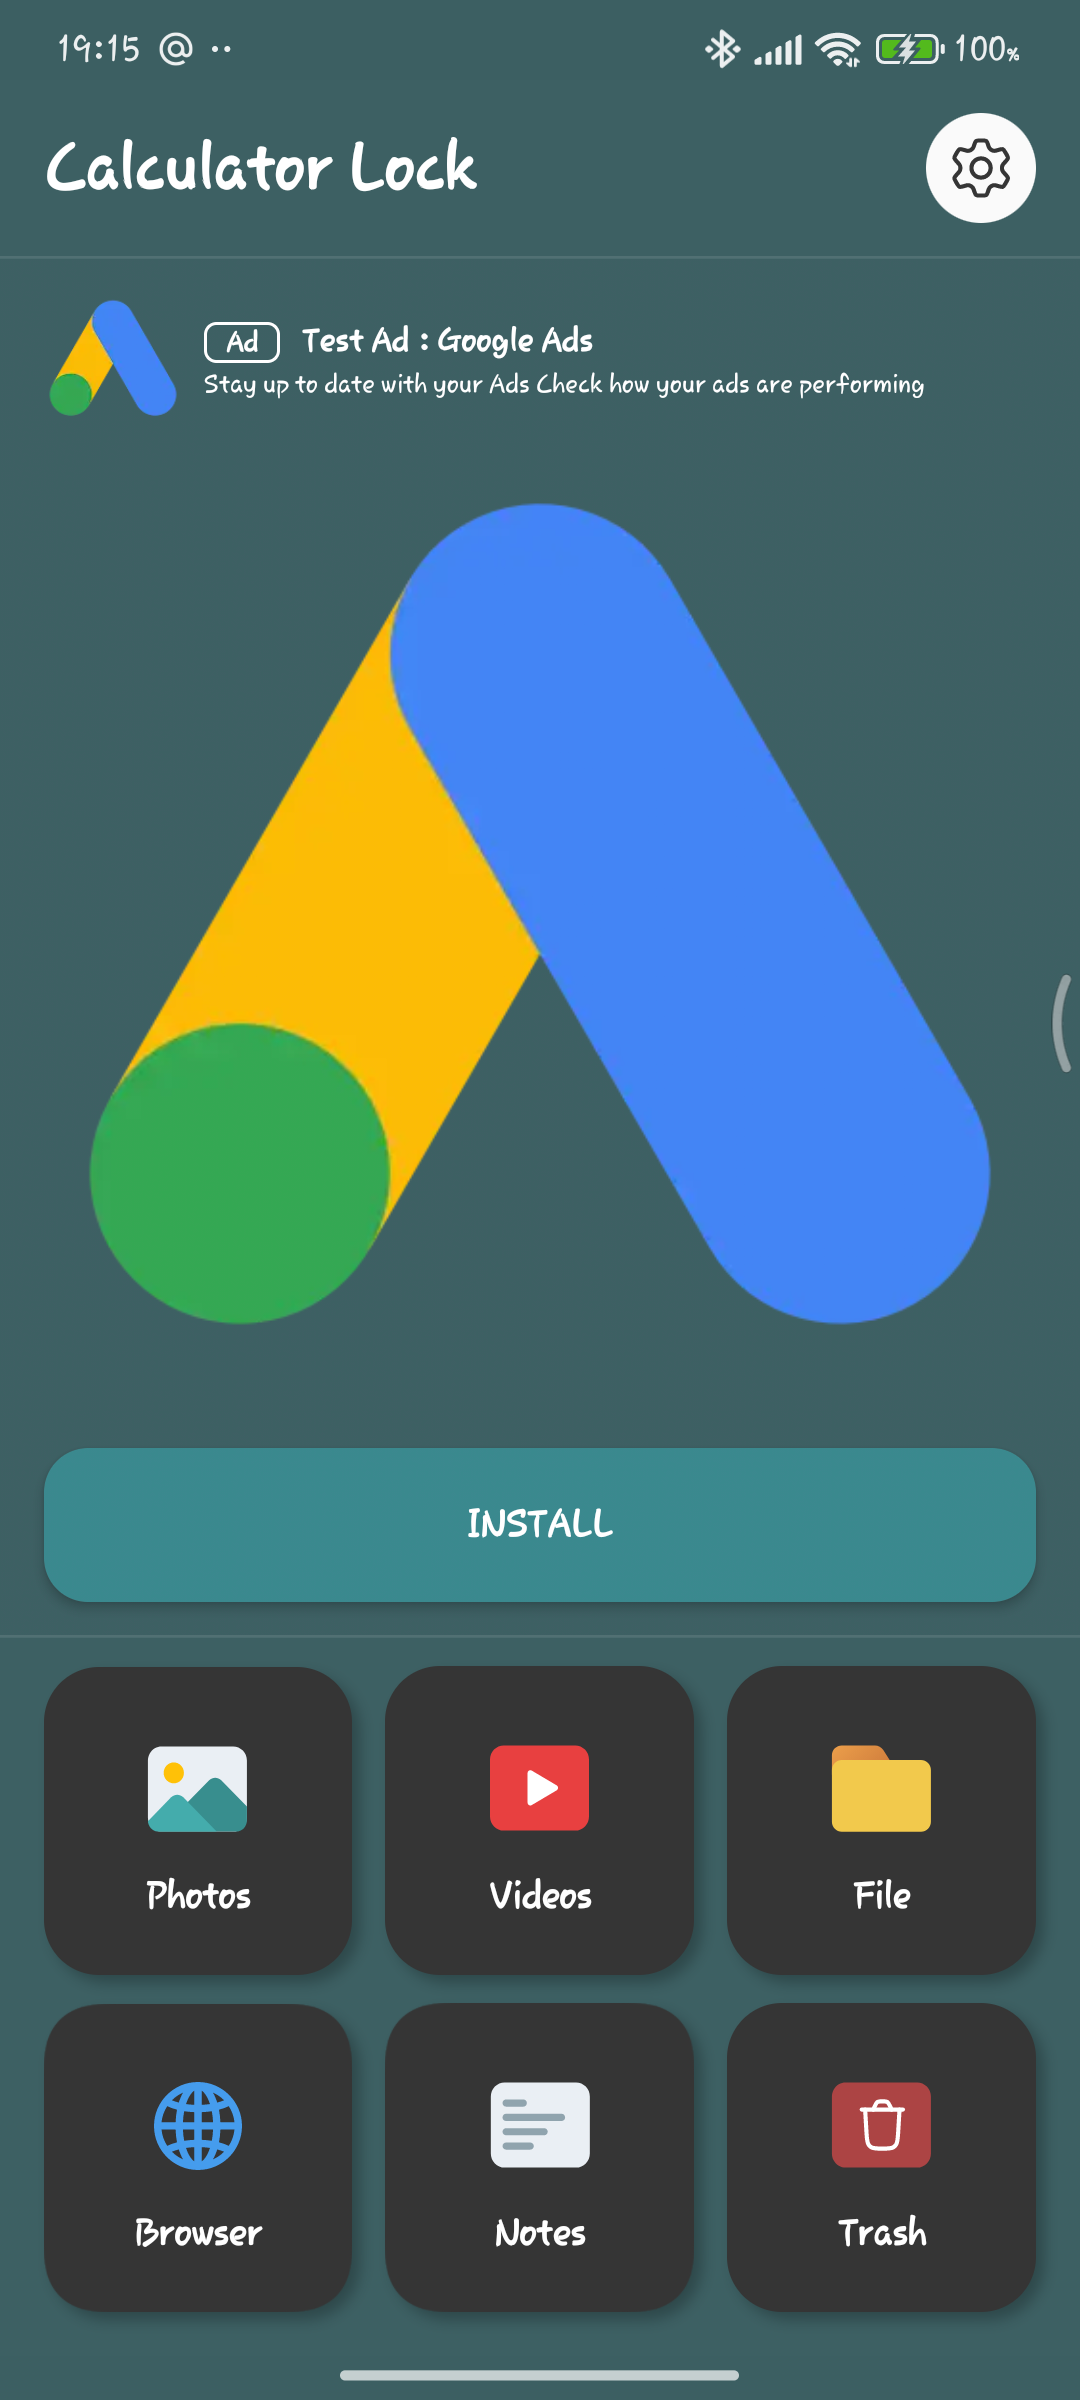 19:15
100%
Calculator Lock
Ad Test Ad : Google Ads
Stay up to date with your Ads Check how your ads are performing
INSTALL
Photos
Videos
File
Browser
Notes
Trash